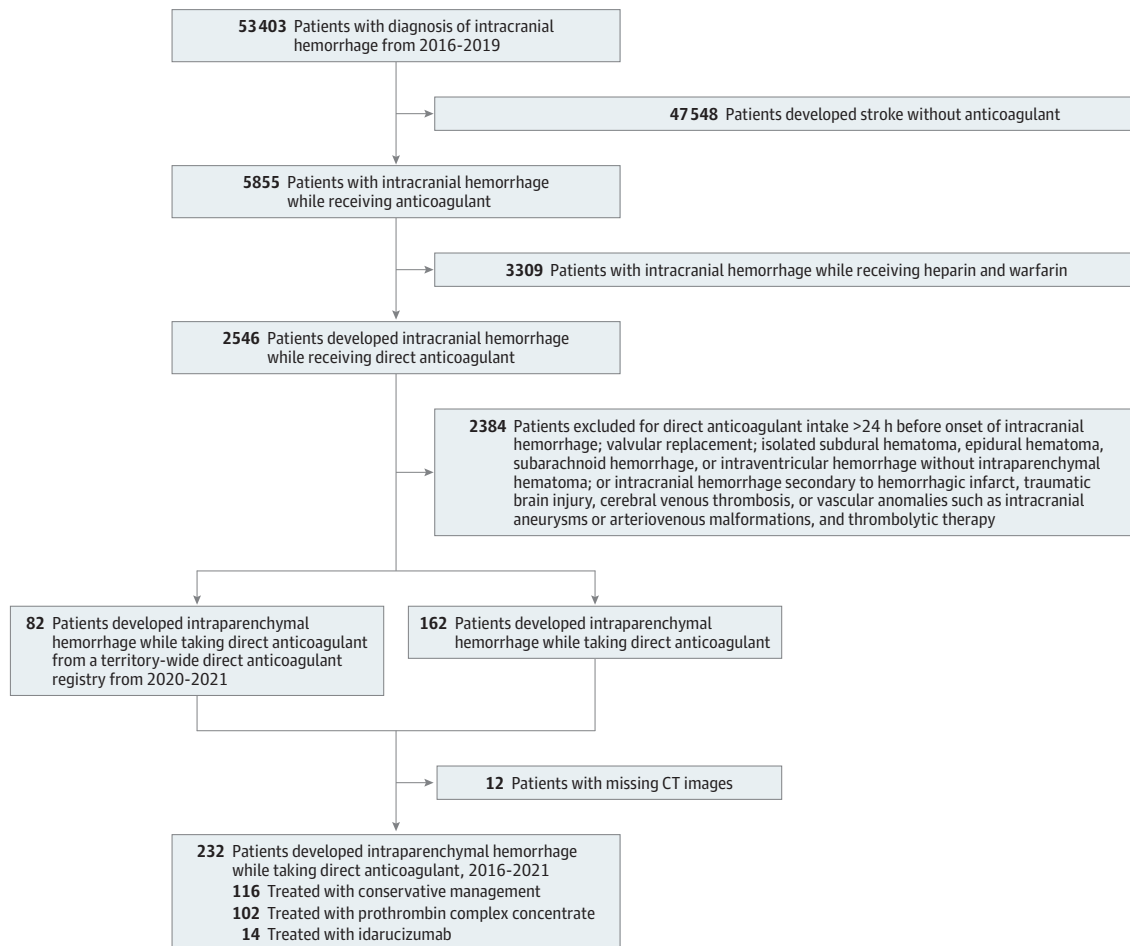 53403 Patients with diagnosis of intracranial
hemorrhage from 2016-2019
47548 Patients developed stroke without anticoagulant
5855 Patients with intracranial hemorrhage
while receiving anticoagulant
3309 Patients with intracranial hemorrhage while receiving heparin and warfarin
2546 Patients developed intracranial hemorrhage
while receiving direct anticoagulant
2384 Patients excluded for direct anticoagulant intake >24 h before onset of intracranial
hemorrhage; valvular replacement; isolated subdural hematoma, epidural hematoma,
subarachnoid hemorrhage, or intraventricular hemorrhage without intraparenchymal
hematoma; or intracranial hemorrhage secondary to hemorrhagic infarct, traumatic
brain injury, cerebral venous thrombosis, or vascular anomalies such as intracranial
aneurysms or arteriovenous malformations, and thrombolytic therapy
82 Patients developed intraparenchymal
hemorrhage while taking direct anticoagulant
from a territory-wide direct anticoagulant
registry from 2020-2021
162 Patients developed intraparenchymal
hemorrhage while taking direct anticoagulant
12 Patients with missing CT images
232 Patients developed intraparenchymal hemorrhage
while taking direct anticoagulant, 2016-2021
116 Treated with conservative management
102 Treated with prothrombin complex concentrate
14 Treated with idarucizumab